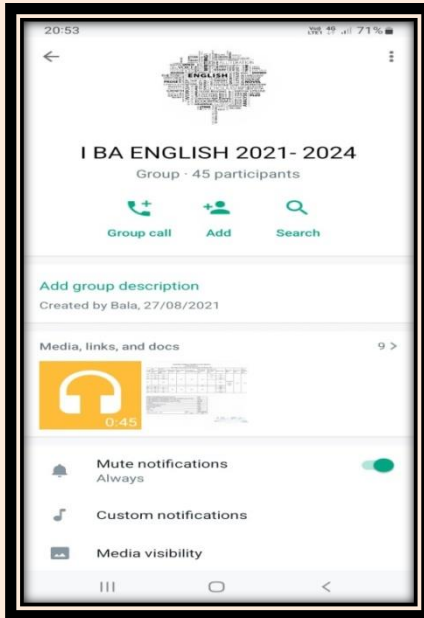 20:53
71%
ENGLISH
I BA ENGLISH 2021- 2024
Group · 45 participants
Group call
Add
Search
Add group description
Created by Bala, 27/08/2021
Media, links, and docs
9 >
0:45
Mute notifications
Always
Custom notifications
Media visibility